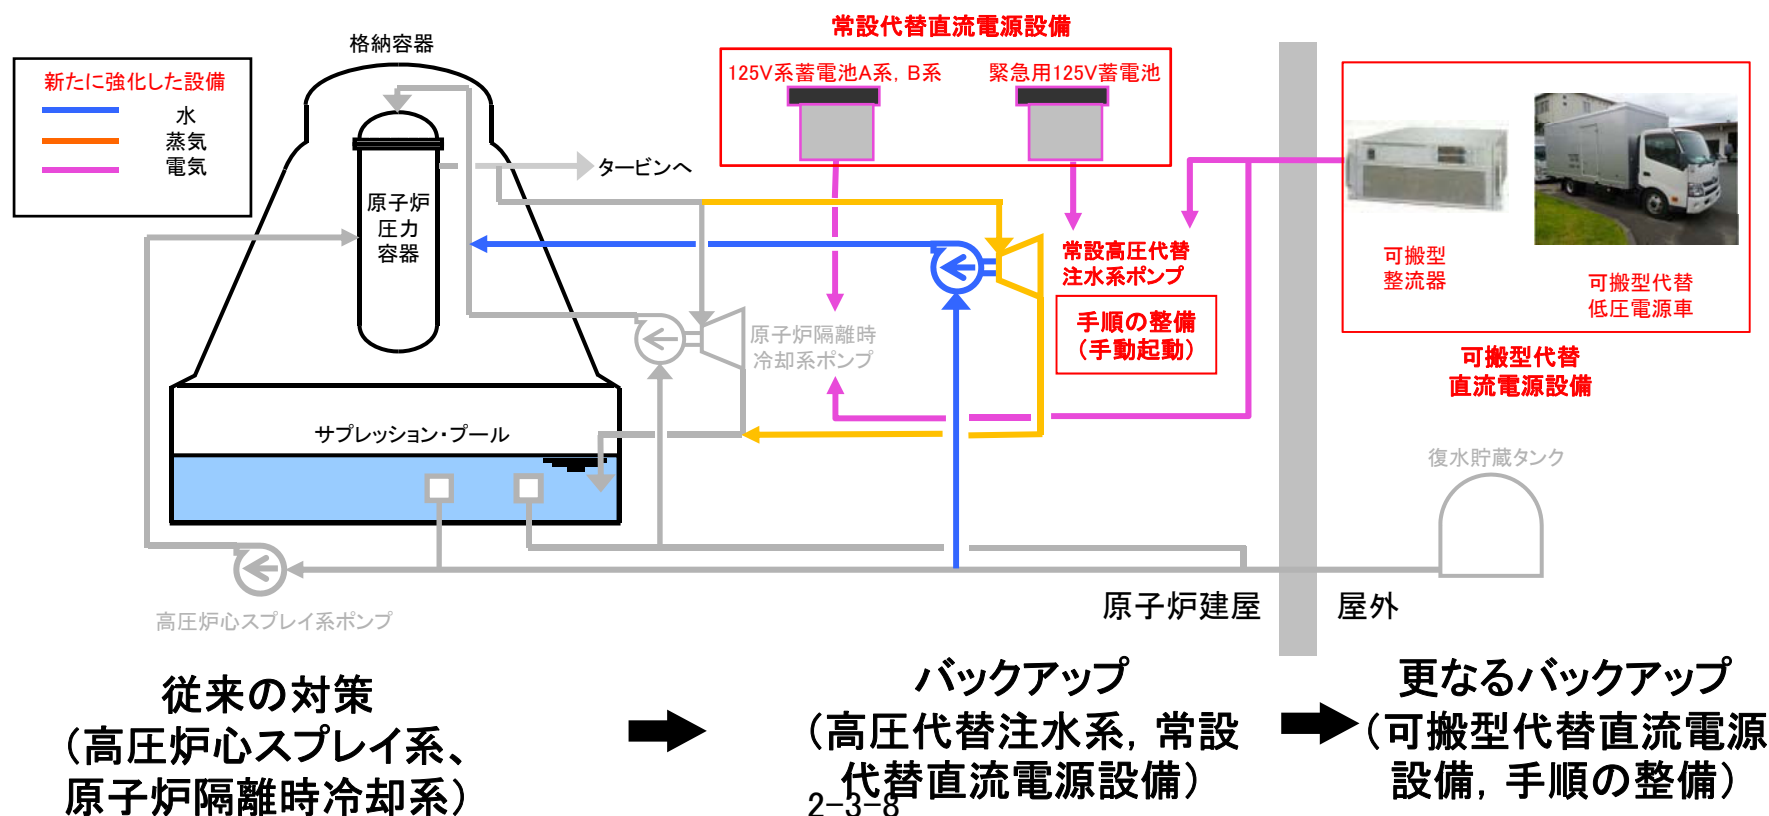 常設代替直流電源設備
格納容器
新たに強化した設備
水
蒸気
電気
125V系蓄電池A系, B系
緊急用125V蓄電池
タービンへ
原子炉
圧力
容器
常設高圧代替
注水系ポンプ
手順の整備
（手動起動）
原子炉隔離時
冷却系ポンプ
可搬型
整流器
可搬型代替
低圧電源車
可搬型代替
直流電源設備
サプレッション・プール
復水貯蔵タンク
高圧炉心スプレイ系ポンプ
原子炉建屋
屋外
従来の対策
（高圧炉心スプレイ系、
原子炉隔離時冷却系）
バックアップ
（高圧代替注水系, 常設
代替直流電源設備）
更なるバックアップ
（可搬型代替直流電源
設備, 手順の整備）
2-3-8